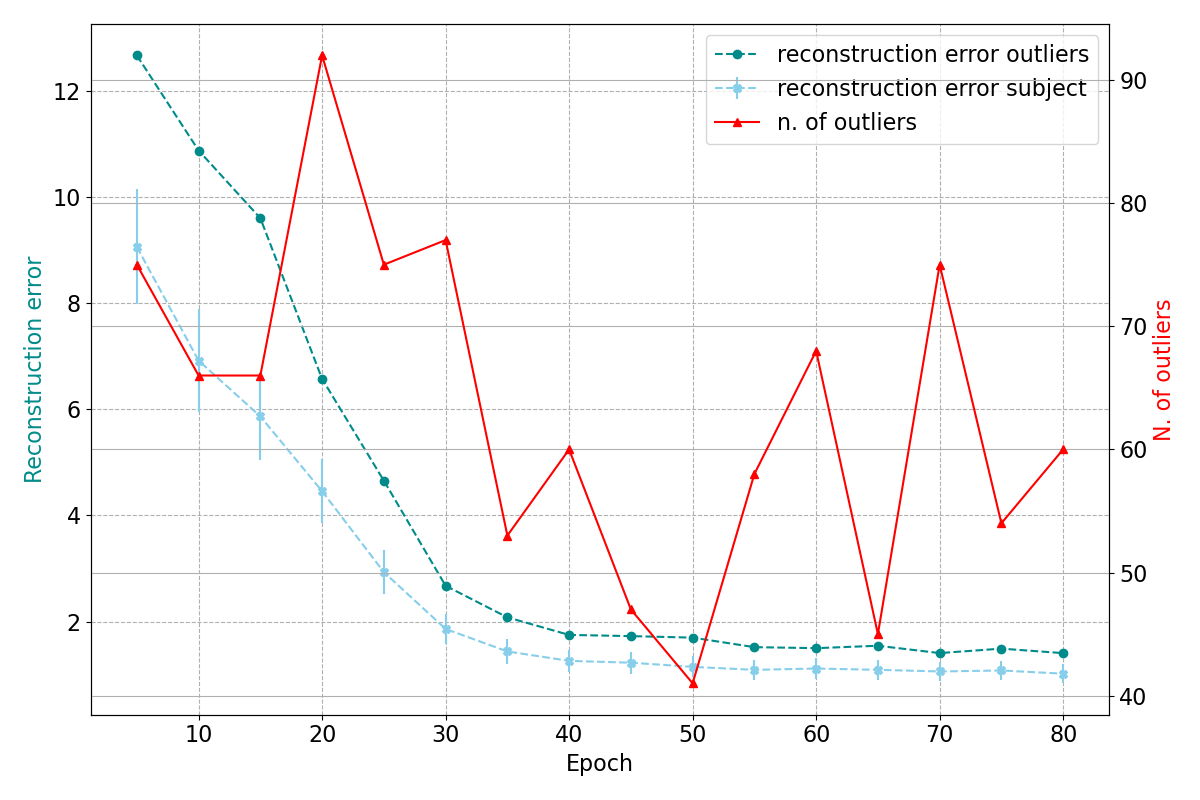 reconstruction error outliers
reconstruction error subject
n. of outliers
Reconstruction error
12
10
8
6
4
2
N. of outliers
90
80
70
60
50
40
10 20 30 40 50 60 70 80
Epoch